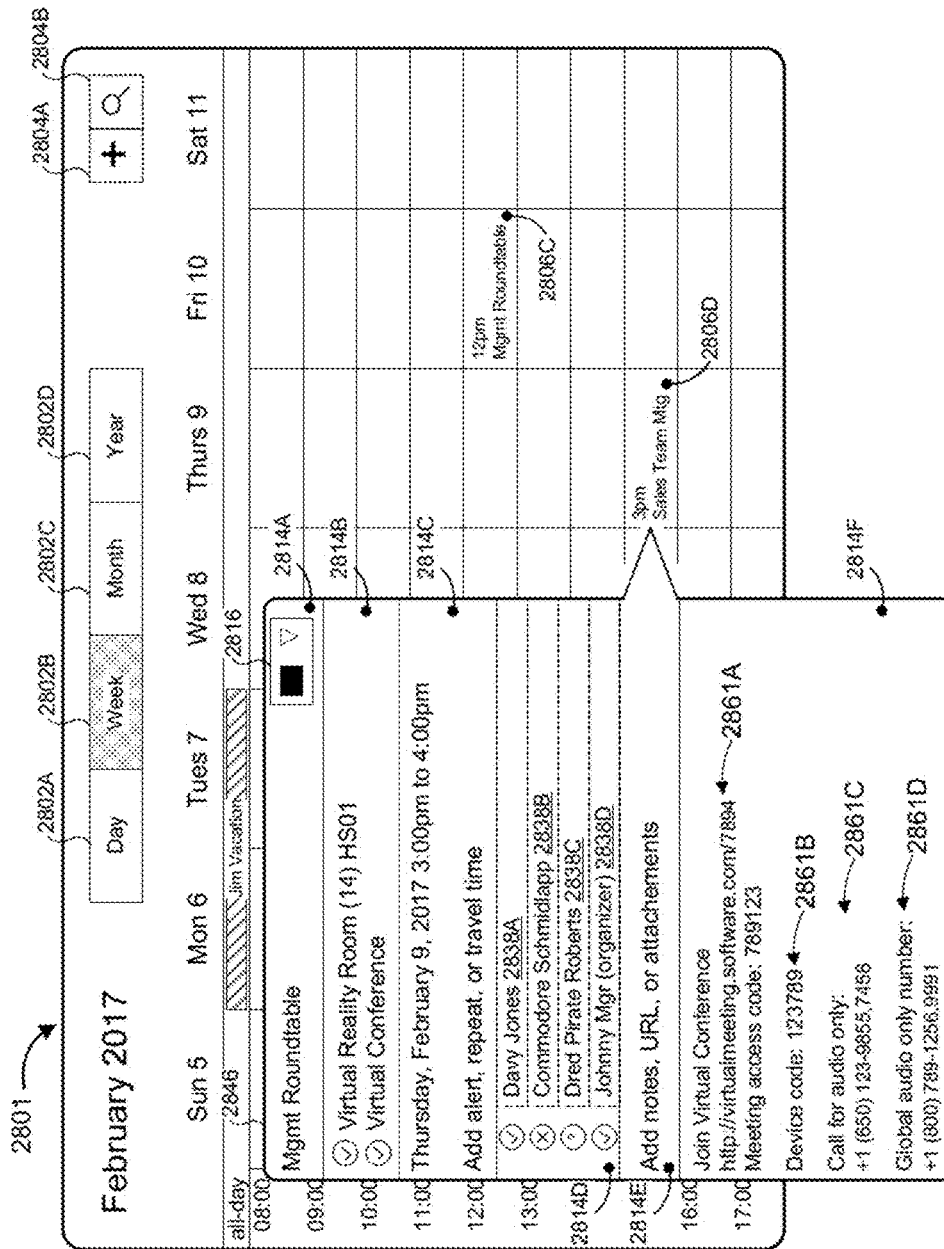 2801
2802A
2802B
2802C
2802D
2804A
2804B
February 2017
Day
Week
Month
Year
+
Sun 5
Mon 6
Tues 7
Wed 8
Thurs 9
Fri 10
Sat 11
all-day
Jim Vacation
2846
2816
08:00
09:00
10:00
11:00
12:00
13:00
16:00
17:00
Mgmt Roundtable
2814A
Virtual Reality Room (14) HS01
Virtual Conference
2814B
Thursday, February 9, 2017 3:00pm to 4:00pm
Add alert, repeat, or travel time
2814C
Davy Jones 2838A
Commodore Schmidlapp 2838B
Dred Pirate Roberts 2838C
Johnny Mgr (organizer) 2838D
2814D
2814E
Add notes, URL, or attachements
Join Virtual Conference
http://virtualmeeting.software.com/7894
2861A
Meeting access code: 789123
Device code: 123789
2861B
Call for audio only:
2861C
+1 (650) 123-9855,7456
Global audio only number:
2861D
+1 (800) 789-1256,9991
2814F
12pm
Mgmt Roundtable
2806C
3pm
Sales Team Mtg
2806D